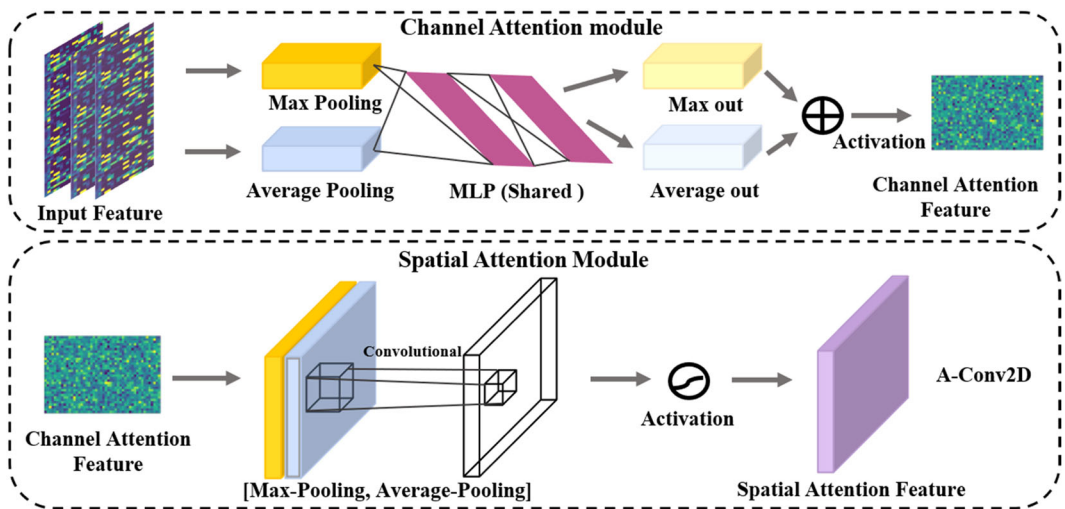 Channel Attention module
Max Pooling
Max out
Activation
Average Pooling
MLP (Shared )
Average out
Channel Attention
Feature
Input Feature
Spatial Attention Module
Convolutional
A-Conv2D
Activation
Channel Attention
Feature
[Max-Pooling, Average-Pooling]
Spatial Attention Feature